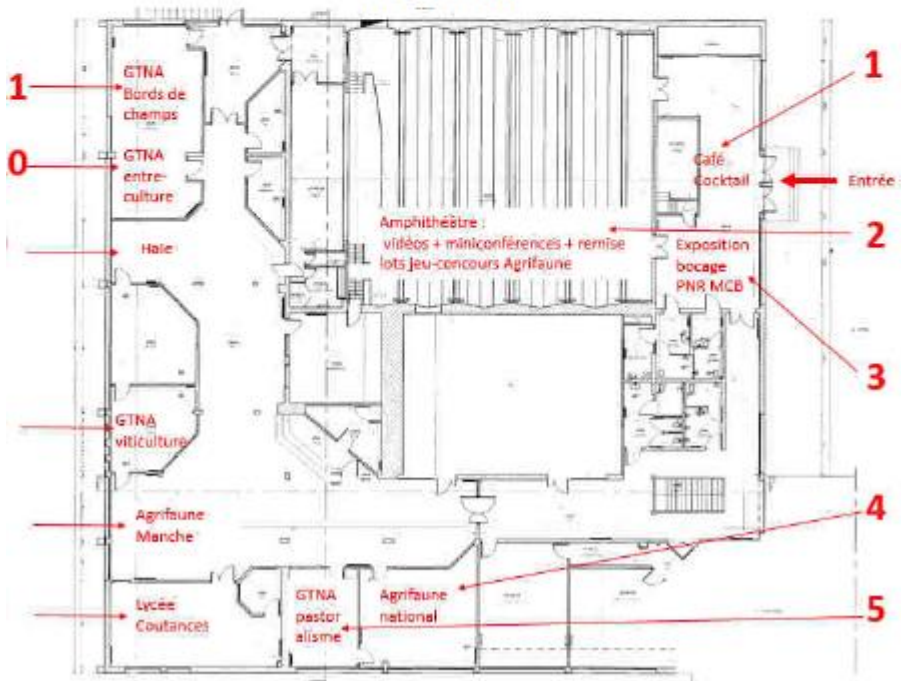 1
GTNA
Bords de
champs
0
GTNA
entre-
culture
Haie
GTNA
viticulture
Agrifaune
Manche
Lycée
Coutances
GTNA
pastor
alisme
Agrifaune
national
Amphithéâtre :
vidéos + miniconférences + remise
lots jeu-concours Agrifaune
1
Café
Cocktail
Entrée
2
Exposition
bocage
PNR MCB
3
4
5